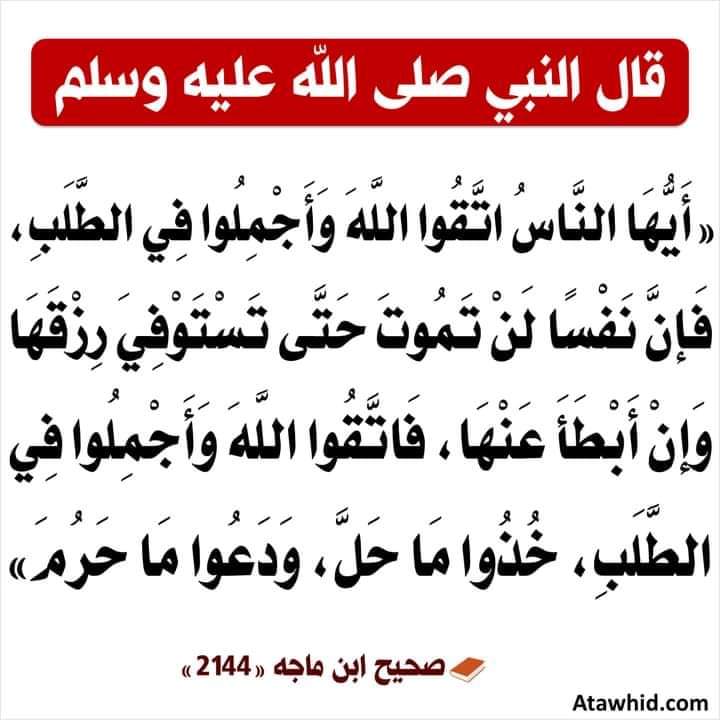 قال النبي صلى الله عليه وسلم
«أَيُّهَا النَّاسُ اتَّقُوا اللَّهَ وَأَجْمِلُوا فِي الطَّلَبِ،
فَإِنَّ نَفْسًا لَنْ تَمُوتَ حَتَّى تَسْتَوْفِيَ رِزْقَهَا
وَإِنْ أَبْطَأَ عَنْهَا، فَاتَّقُوا اللَّهَ وَأَجْمِلُوا فِي
الطَّلَبِ، خُذُوا مَا حَلَّ، وَدَعُوا مَا حَرُمَ»
صحيح ابن ماجه «2144»
Atawhid.com